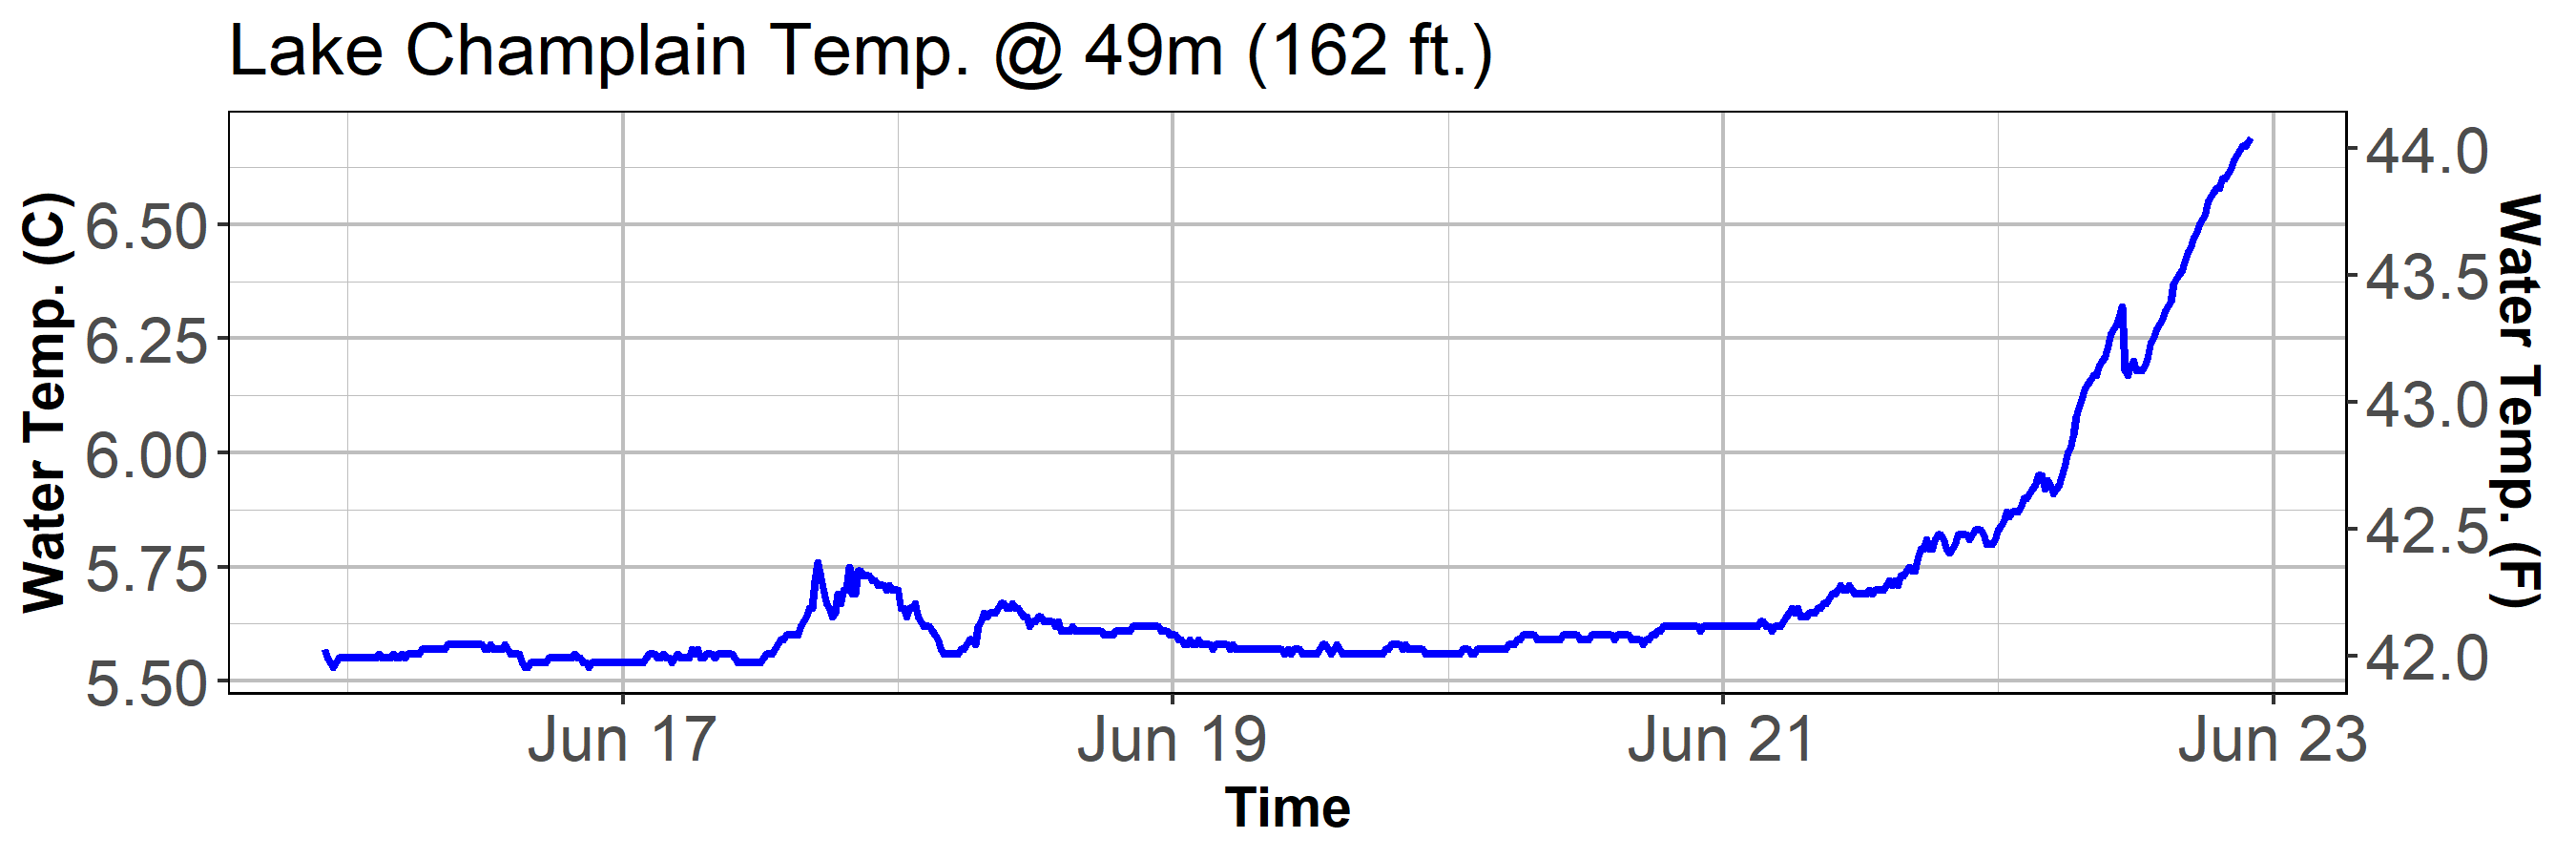 Lake Champlain Temp. @ 49m (162 ft.)
Water Temp. (C)
6.50
6.25
6.00
5.75
5.50
44.0
43.5
43.0
42.5
42.0
Water Temp. (F)
Jun 17 Jun 19 Jun 21 Jun 23
Time